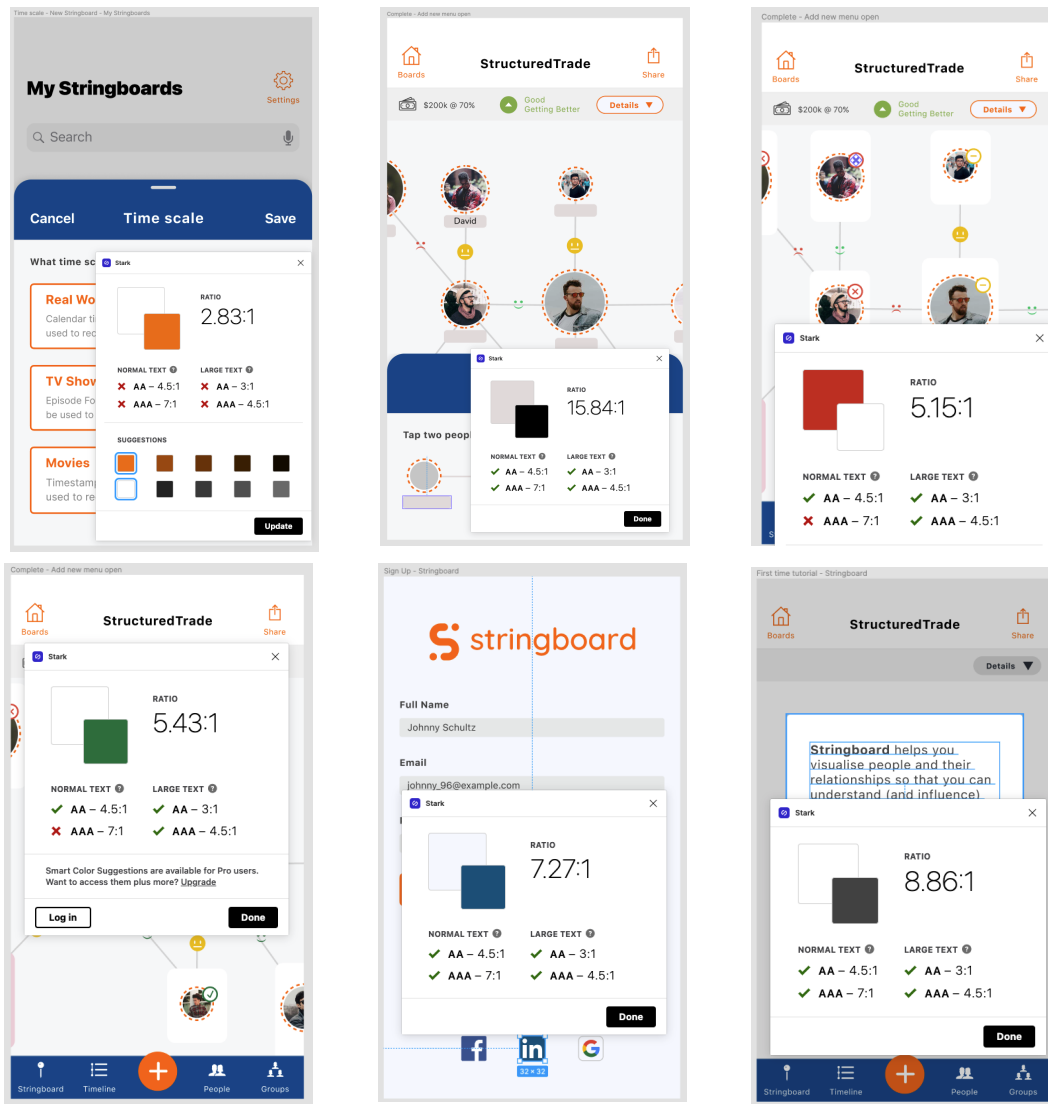 Time scale - New Stringboard - My Stringboards
My Stringboards
Settings
Search
Cancel
Time scale
Save
What time sc
Real Wo
Calendar ti
used to rec
TV Show
Episode Fo
be used to
Movies
Timestamp
used to re
Stark
RATIO
2.83:1
NORMAL TEXT
LARGE TEXT
AA – 4.5:1
AA – 3:1
AAA – 7:1
AAA – 4.5:1
SUGGESTIONS
Update
Complete - Add new menu open
Boards
StructuredTrade
Share
$200k @ 70%
Good
Getting Better
Details ▼
David
Tap two peop
Stark
RATIO
15.84:1
NORMAL TEXT
LARGE TEXT
AA – 4.5:1
AA – 3:1
AAA – 7:1
AAA – 4.5:1
Done
Complete - Add new menu open
Boards
StructuredTrade
Share
$200k @ 70%
Good
Getting Better
Details ▼
S
Stark
RATIO
5.15:1
NORMAL TEXT
LARGE TEXT
AA – 4.5:1
AA – 3:1
AAA – 7:1
AAA – 4.5:1
Complete - Add new menu open
Boards
StructuredTrade
Share
Stark
RATIO
5.43:1
NORMAL TEXT
LARGE TEXT
AA – 4.5:1
AA – 3:1
AAA – 7:1
AAA – 4.5:1
Smart Color Suggestions are available for Pro users.
Want to access them plus more? Upgrade
Log in
Done
Stringboard
Timeline
People
Groups
Sign Up - Stringboard
stringboard
Full Name
Johnny Schultz
Email
johnny_96@example.com
Stark
RATIO
7.27:1
NORMAL TEXT
LARGE TEXT
AA – 4.5:1
AA – 3:1
AAA – 7:1
AAA – 4.5:1
Done
f
in
G
32 × 32
First time tutorial - Stringboard
Boards
StructuredTrade
Share
Details ▼
Stringboard helps you
visualise people and their
relationships so that you can
understand (and influence)
Stark
RATIO
8.86:1
NORMAL TEXT
LARGE TEXT
AA – 4.5:1
AA – 3:1
AAA – 7:1
AAA – 4.5:1
Done
Stringboard
Timeline
People
Groups